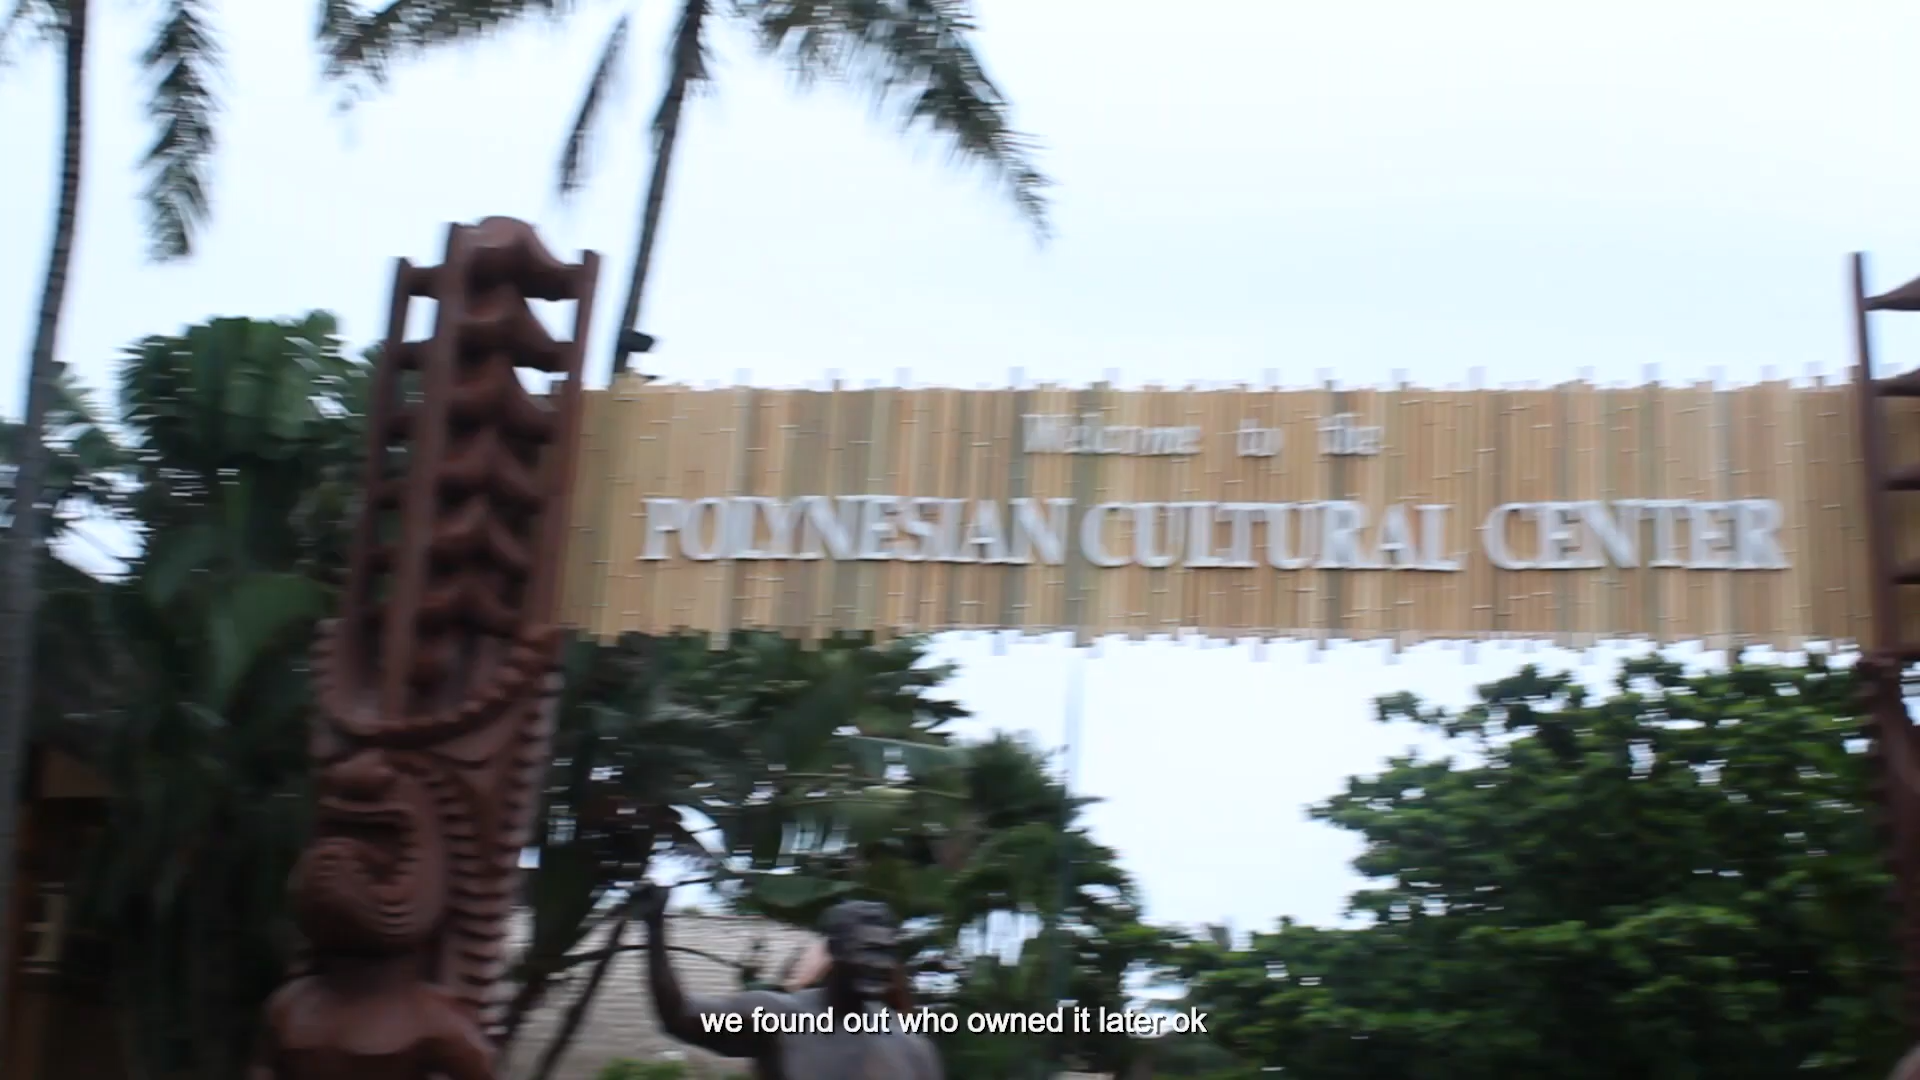 Welcome to the
POLYNESIAN CULTURAL CENTER
we found out who owned it later ok